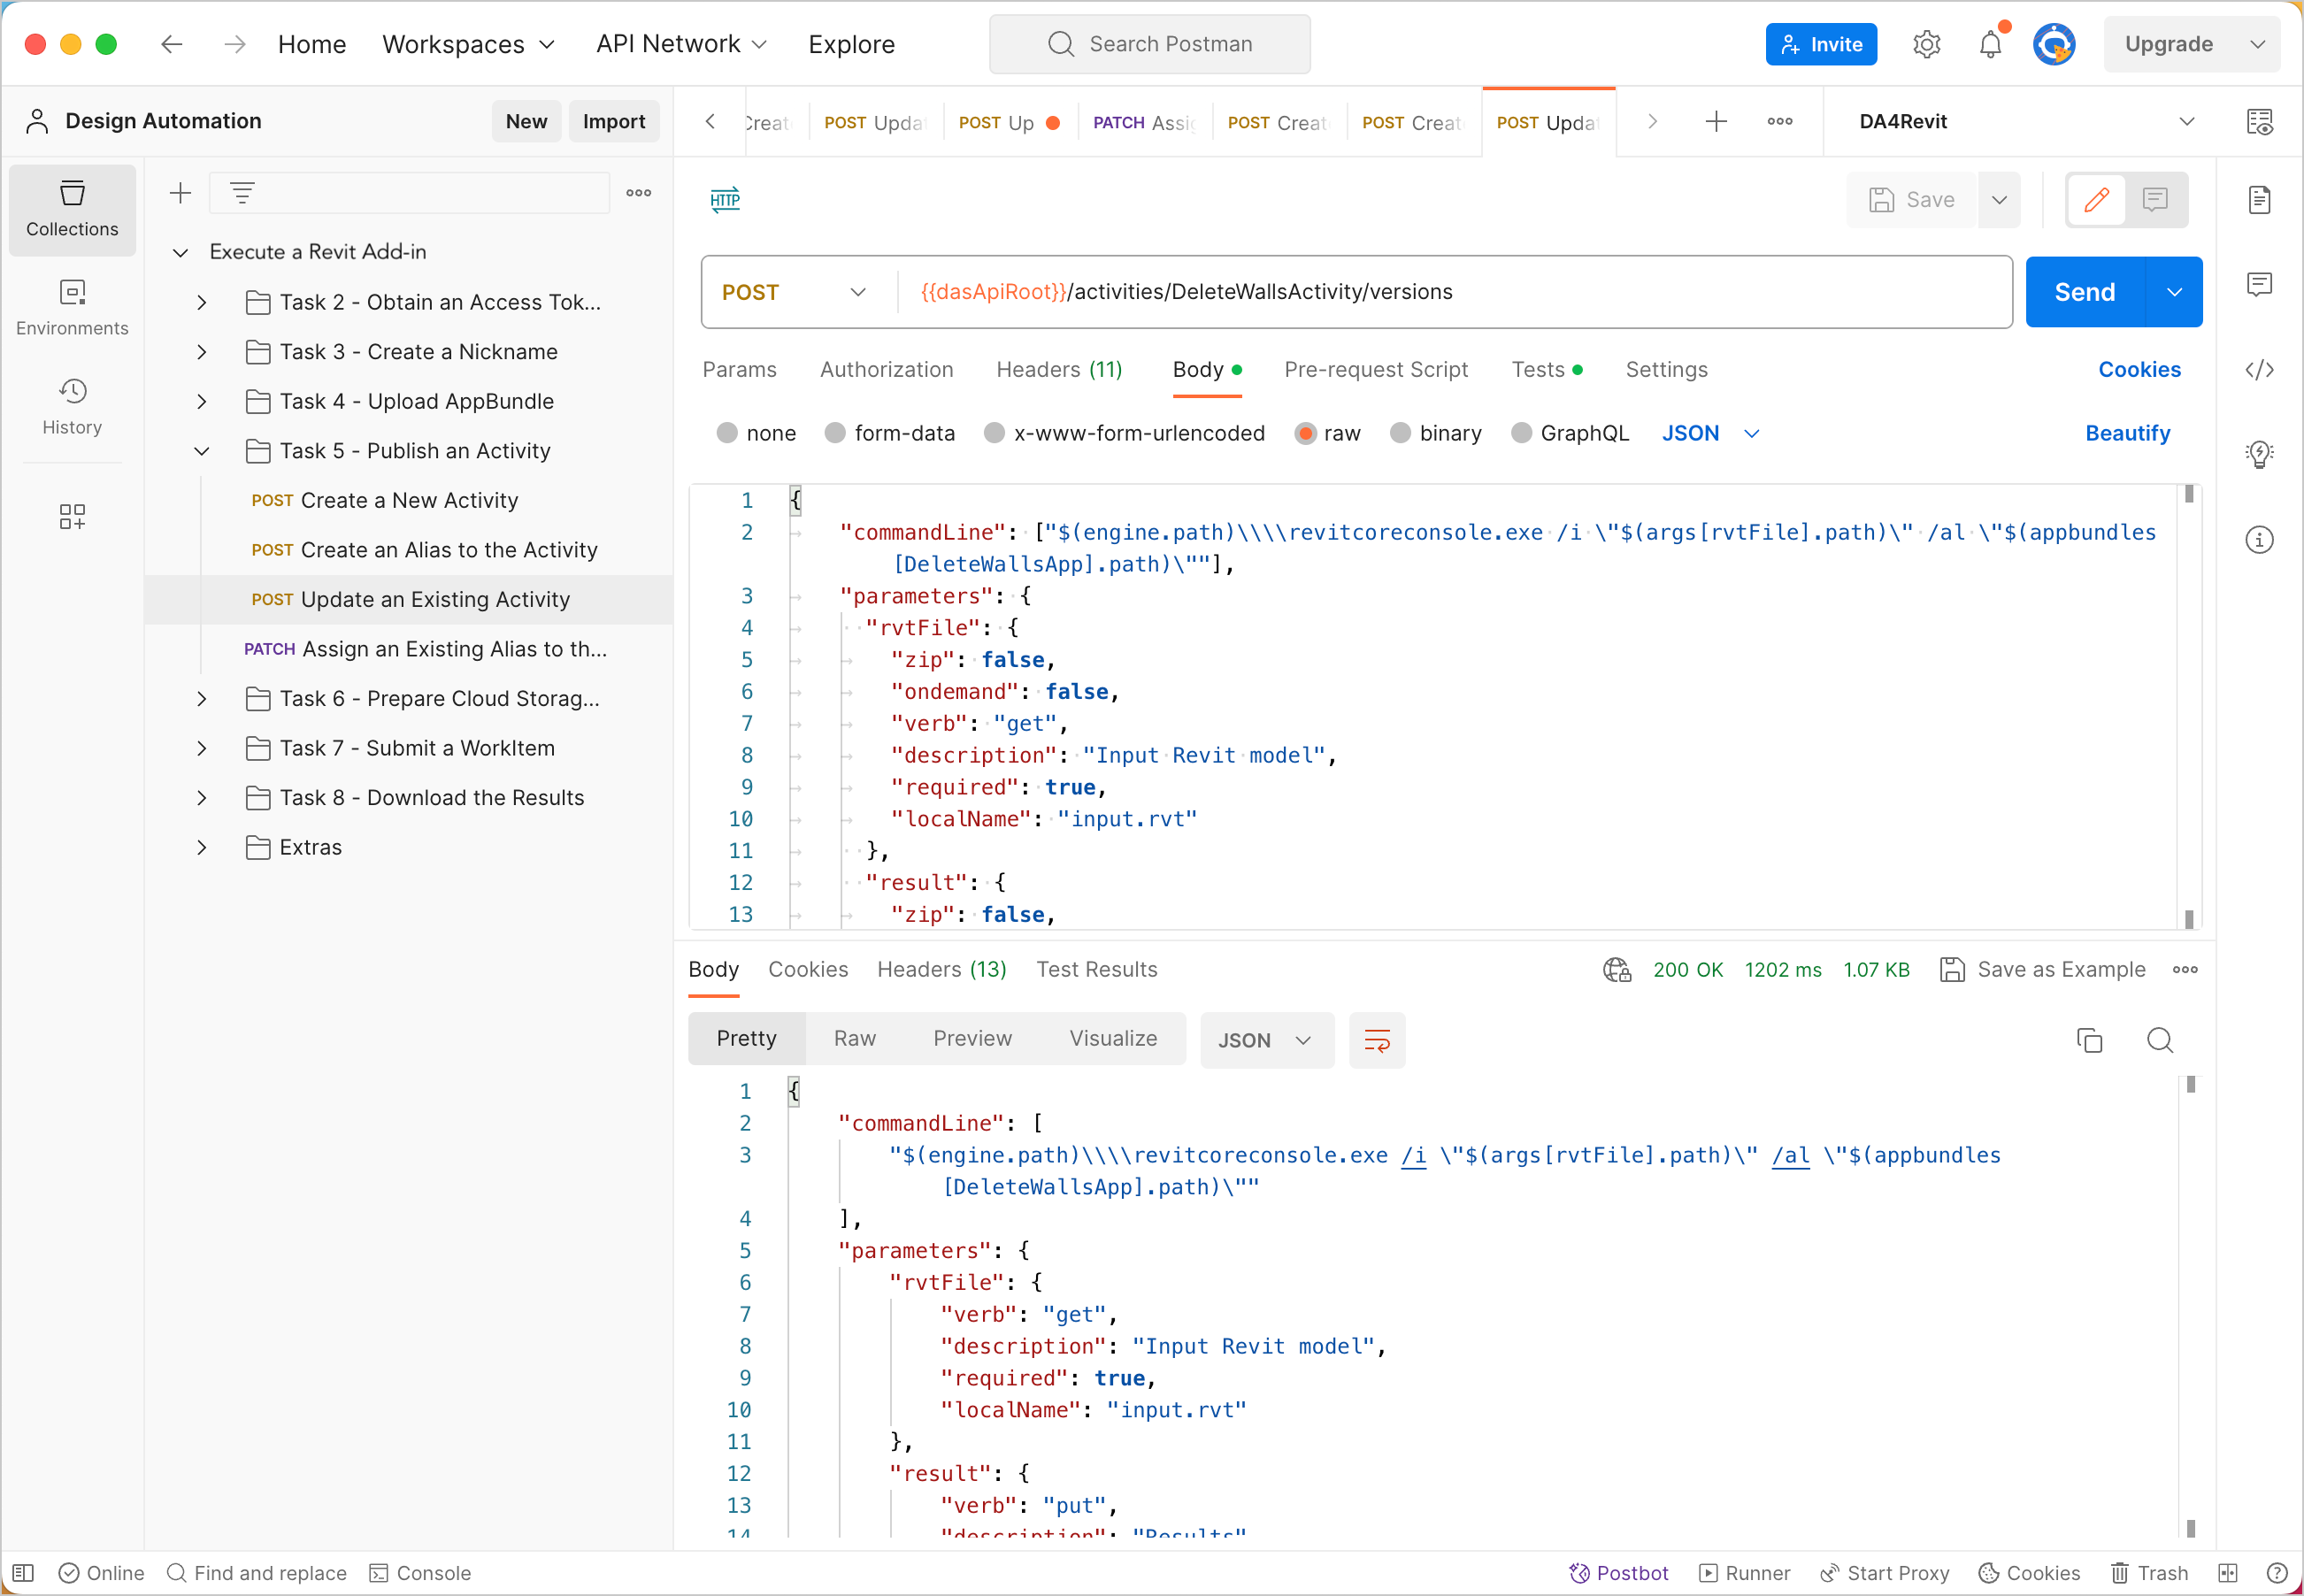 Home Workspaces API Network Explore Search Postman Invite Upgrade
Design Automation New Import POST Upda POST Up PATCH Assig POST Creat POST Creat POST Updat DA4Revit
Collections
Environments
History
Execute a Revit Add-in
Task 2 - Obtain an Access Tok...
Task 3 - Create a Nickname
Task 4 - Upload AppBundle
Task 5 - Publish an Activity
POST Create a New Activity
POST Create an Alias to the Activity
POST Update an Existing Activity
PATCH Assign an Existing Alias to th...
Task 6 - Prepare Cloud Storag...
Task 7 - Submit a WorkItem
Task 8 - Download the Results
Extras
HTTP Save
POST {{dasApiRoot}}/activities/DeleteWallsActivity/versions Send
Params Authorization Headers (11) Body Pre-request Script Tests Settings Cookies
none form-data x-www-form-urlencoded raw binary GraphQL JSON Beautify
1 {
2 "commandLine": ["$(engine.path)\\\\revitcoreconsole.exe /i \"$(args[rvtFile].path)\" /al \"$(appbundles
[DeleteWallsApp].path)\""],
3 "parameters": {
4 "rvtFile": {
5 "zip": false,
6 "ondemand": false,
7 "verb": "get",
8 "description": "Input Revit model",
9 "required": true,
10 "localName": "input.rvt"
11 },
12 "result": {
13 "zip": false,
Body Cookies Headers (13) Test Results 200 OK 1202 ms 1.07 KB Save as Example
Pretty Raw Preview Visualize JSON
1 {
2 "commandLine": [
3 "$(engine.path)\\\\revitcoreconsole.exe /i \"$(args[rvtFile].path)\" /al \"$(appbundles
[DeleteWallsApp].path)\""
4 ],
5 "parameters": {
6 "rvtFile": {
7 "verb": "get",
8 "description": "Input Revit model",
9 "required": true,
10 "localName": "input.rvt"
11 },
12 "result": {
13 "verb": "put",
14 "description": "Results"
Online Find and replace Console Postbot Runner Start Proxy Cookies Trash